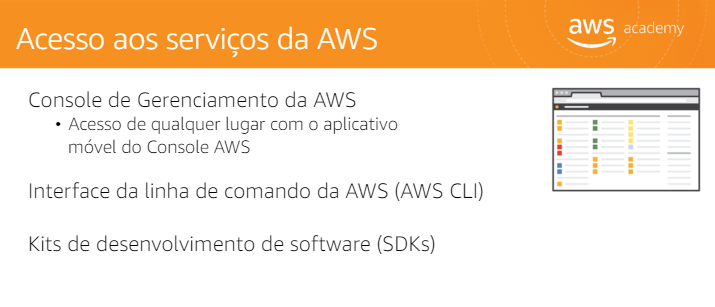 Acesso aos serviços da AWS
aws academy
Console de Gerenciamento da AWS
• Acesso de qualquer lugar com o aplicativo
móvel do Console AWS
Interface da linha de comando da AWS (AWS CLI)
Kits de desenvolvimento de software (SDKs)